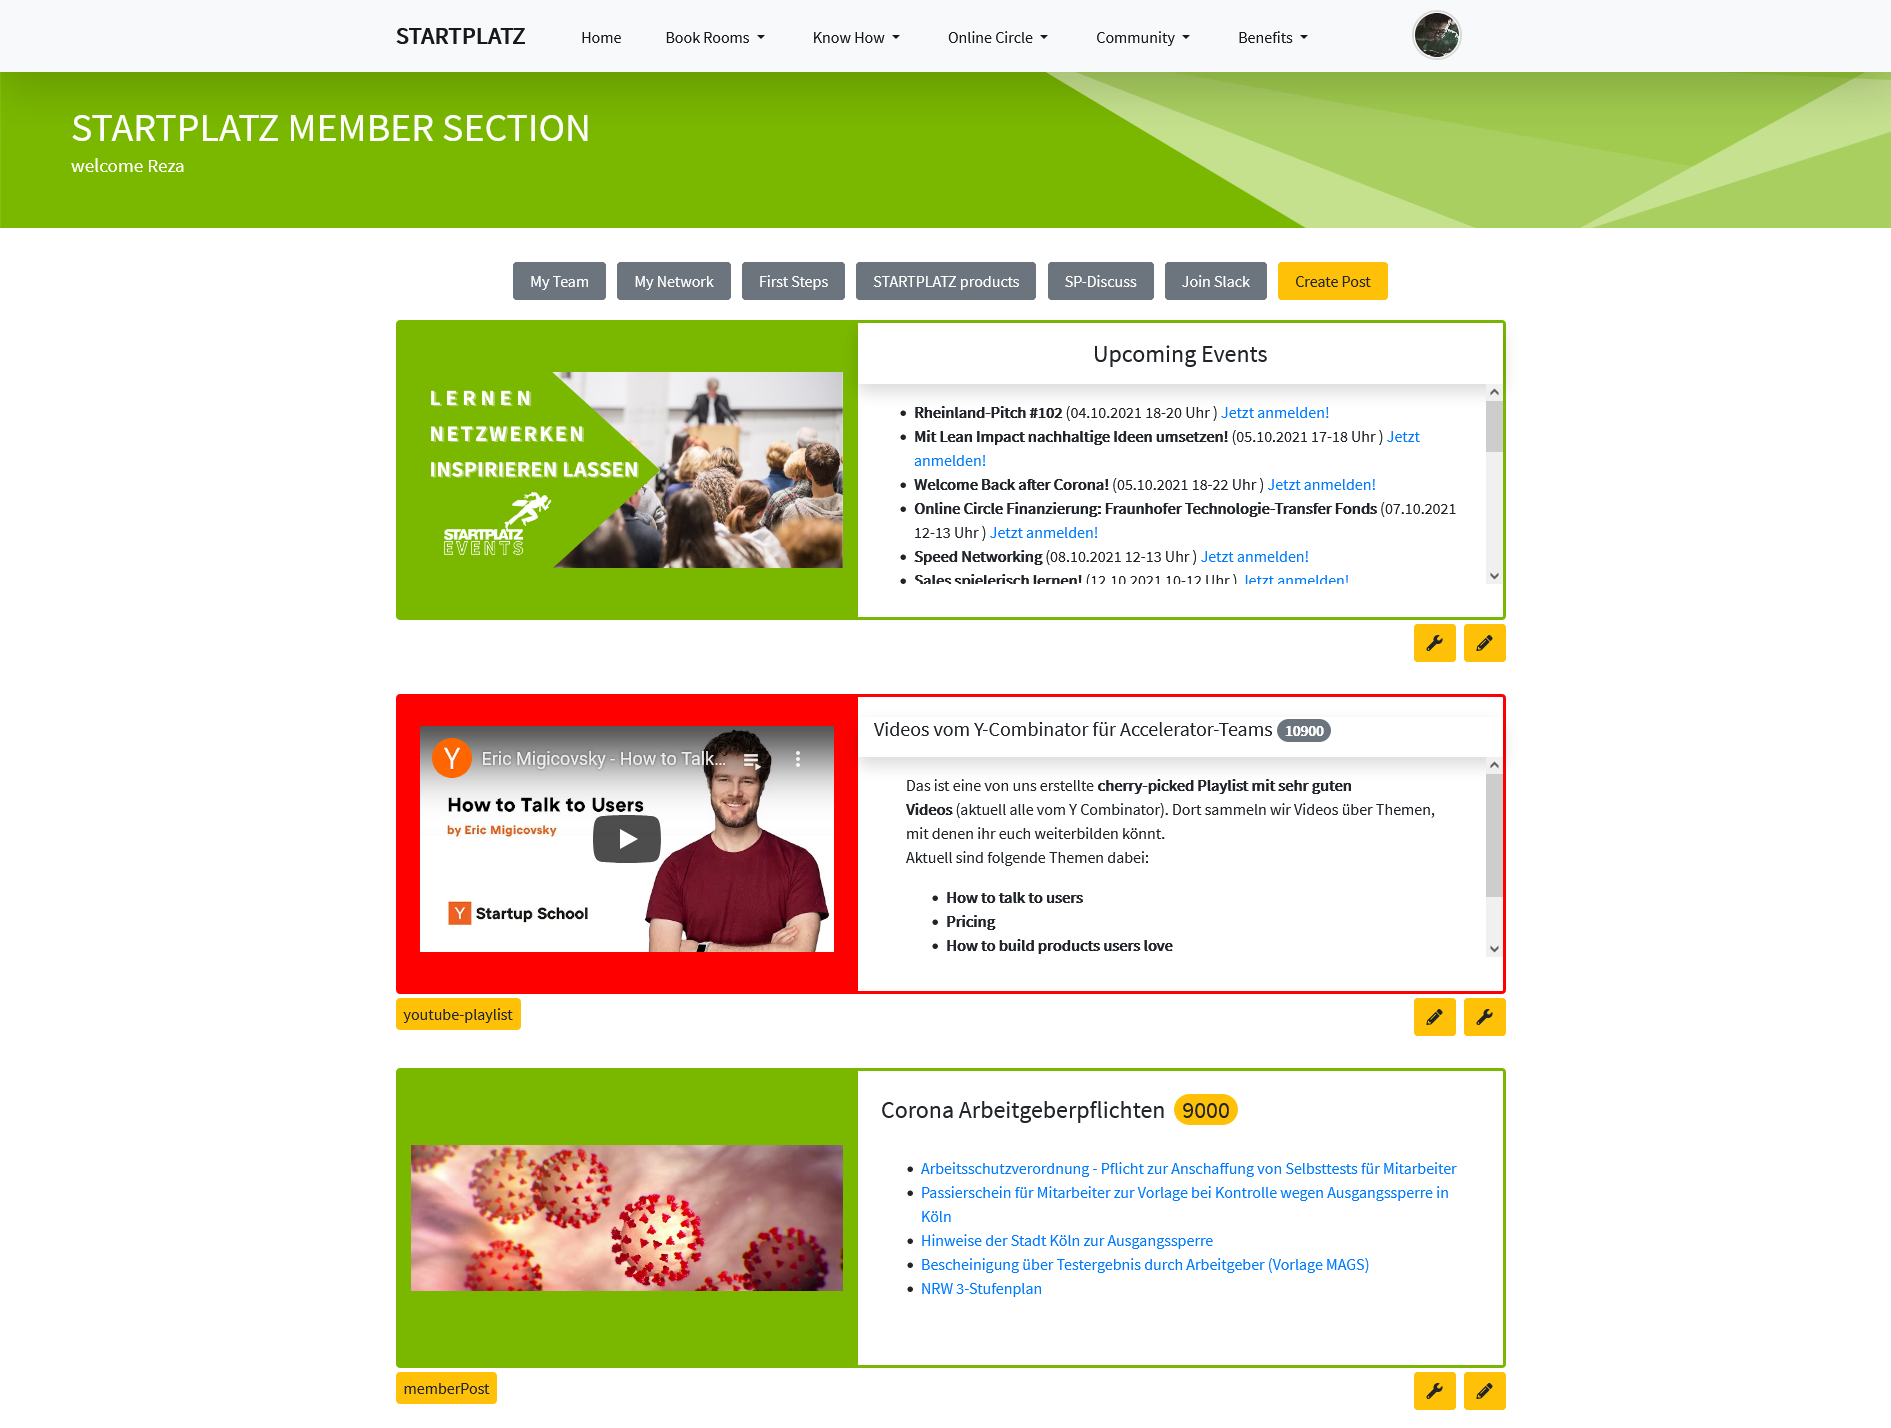 STARTPLATZ
Home
Book Rooms
Know How
Online Circle
Community
Benefits
STARTPLATZ MEMBER SECTION
welcome Reza
My Team
My Network
First Steps
STARTPLATZ products
SP-Discuss
Join Slack
Create Post
LERNEN
NETZWERKEN
INSPIRIEREN LASSEN
STARTPLATZ
EVENTS
Upcoming Events
Rheinland-Pitch #102 (04.10.2021 18-20 Uhr ) Jetzt anmelden!
Mit Lean Impact nachhaltige Ideen umsetzen! (05.10.2021 17-18 Uhr ) Jetzt
anmelden!
Welcome Back after Corona! (05.10.2021 18-22 Uhr ) Jetzt anmelden!
Online Circle Finanzierung: Fraunhofer Technologie-Transfer Fonds (07.10.2021
12-13 Uhr ) Jetzt anmelden!
Speed Networking (08.10.2021 12-13 Uhr ) Jetzt anmelden!
Sales spielerisch lernen! (12.10.2021 10-12 Uhr ) Jetzt anmelden!
Y Eric Migicovsky - How to Talk...
How to Talk to Users
by Eric Migicovsky
Y Startup School
Videos vom Y-Combinator für Accelerator-Teams 10900
Das ist eine von uns erstellte cherry-picked Playlist mit sehr guten
Videos (aktuell alle vom Y Combinator). Dort sammeln wir Videos über Themen,
mit denen ihr euch weiterbilden könnt.
Aktuell sind folgende Themen dabei:
How to talk to users
Pricing
How to build products users love
youtube-playlist
Corona Arbeitgeberpflichten 9000
Arbeitsschutzverordnung - Pflicht zur Anschaffung von Selbsttests für Mitarbeiter
Passierschein für Mitarbeiter zur Vorlage bei Kontrolle wegen Ausgangssperre in
Köln
Hinweise der Stadt Köln zur Ausgangssperre
Bescheinigung über Testergebnis durch Arbeitgeber (Vorlage MAGS)
NRW 3-Stufenplan
memberPost